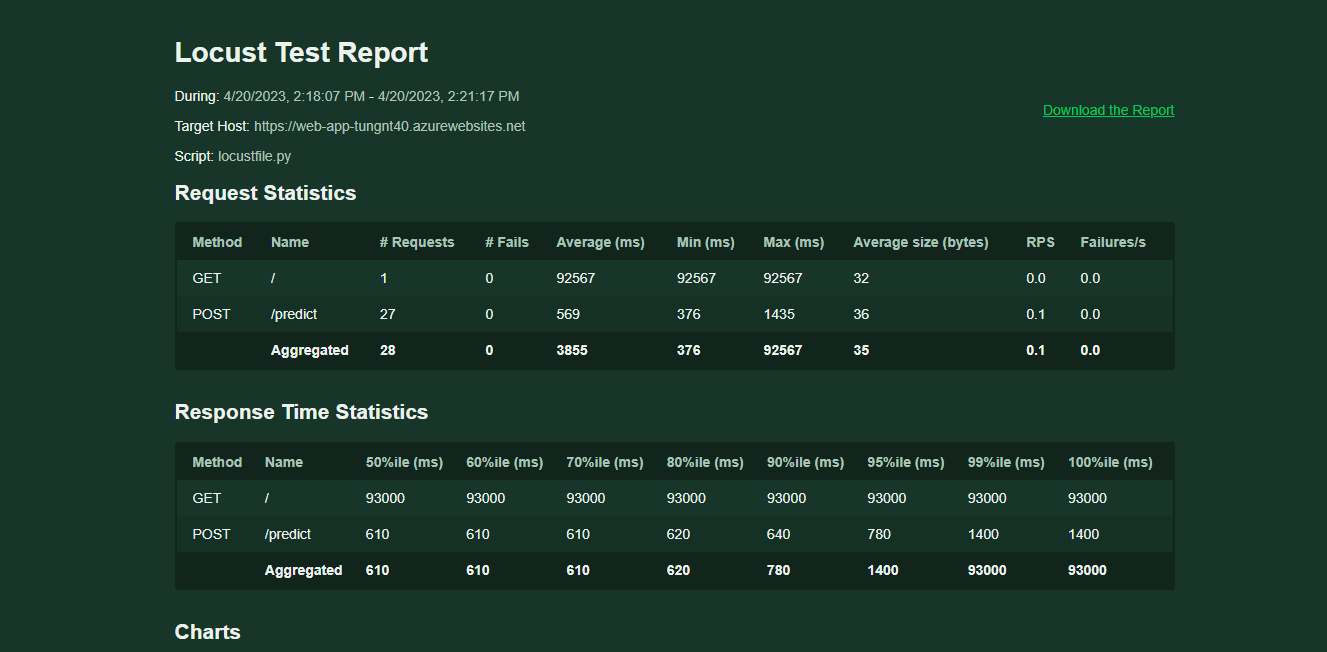 Locust Test Report
During: 4/20/2023, 2:18:07 PM - 4/20/2023, 2:21:17 PM
Download the Report
Target Host: https://web-app-tungnt40.azurewebsites.net
Script: locustfile.py
Request Statistics
Method Name # Requests # Fails Average (ms) Min (ms) Max (ms) Average size (bytes) RPS Failures/s
GET / 1 0 92567 92567 92567 32 0.0 0.0
POST /predict 27 0 569 376 1435 36 0.1 0.0
Aggregated 28 0 3855 376 92567 35 0.1 0.0
Response Time Statistics
Method Name 50%ile (ms) 60%ile (ms) 70%ile (ms) 80%ile (ms) 90%ile (ms) 95%ile (ms) 99%ile (ms) 100%ile (ms)
GET / 93000 93000 93000 93000 93000 93000 93000 93000
POST /predict 610 610 610 620 640 780 1400 1400
Aggregated 610 610 610 620 780 1400 93000 93000
Charts